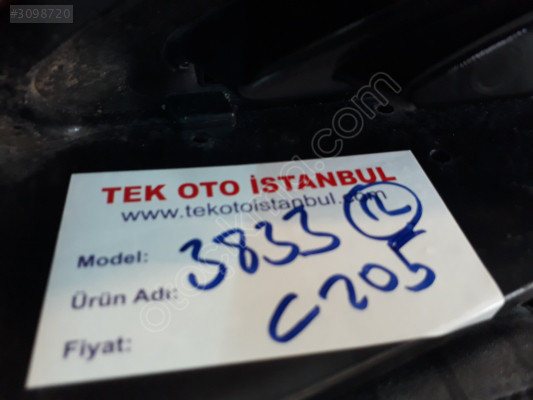 #3098720
TEK OTO İSTANBUL
www.tekotoistanbul.com
Model: 3833
Ürün Adı: C205
Fiyat: